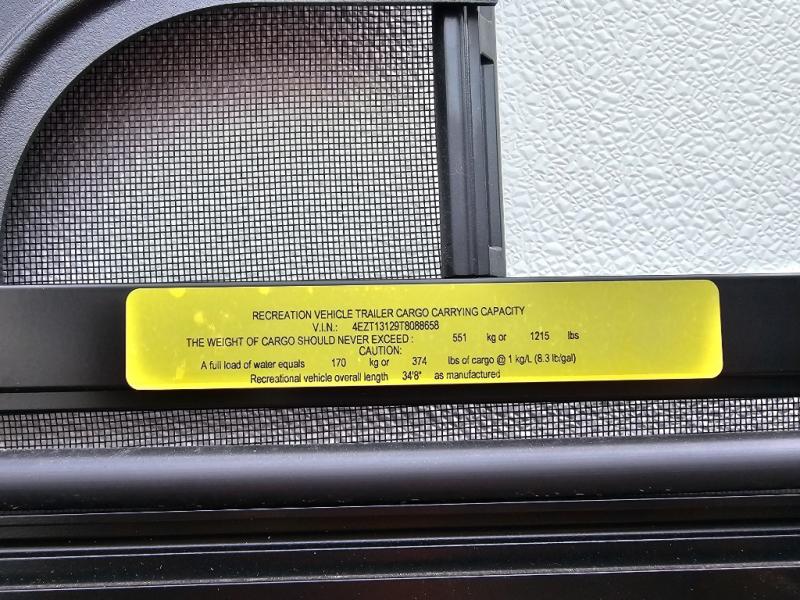 RECREATION VEHICLE TRAILER CARGO CARRYING CAPACITY
V.I.N.: 4EZT13129T8088658
THE WEIGHT OF CARGO SHOULD NEVER EXCEED : 551 kg or 1215 lbs
CAUTION:
A full load of water equals 170 kg or 374 lbs of cargo @ 1 kg/L (8.3 lb/gal)
Recreational vehicle overall length 34'8" as manufactured